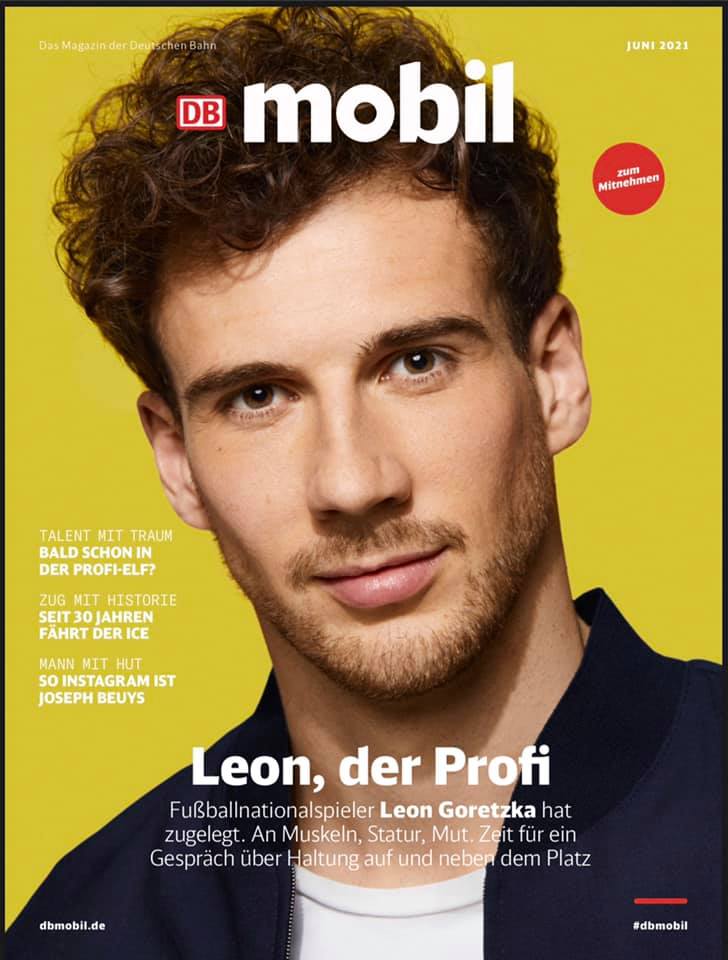 Das Magazin der Deutschen Bahn
JUNI 2021
DB mobil
zum
Mitnehmen
TALENT MIT TRAUM
BALD SCHON IN
DER PROFI-ELF?
ZUG MIT HISTORIE
SEIT 30 JAHREN
FÄHRT DER ICE
MANN MIT HUT
SO INSTAGRAM IST
JOSEPH BEUYS
Leon, der Profi
Fußballnationalspieler Leon Goretzka hat
zugelegt. An Muskeln, Statur, Mut. Zeit für ein
Gespräch über Haltung auf und neben dem Platz
dbmobil.de
#dbmobil